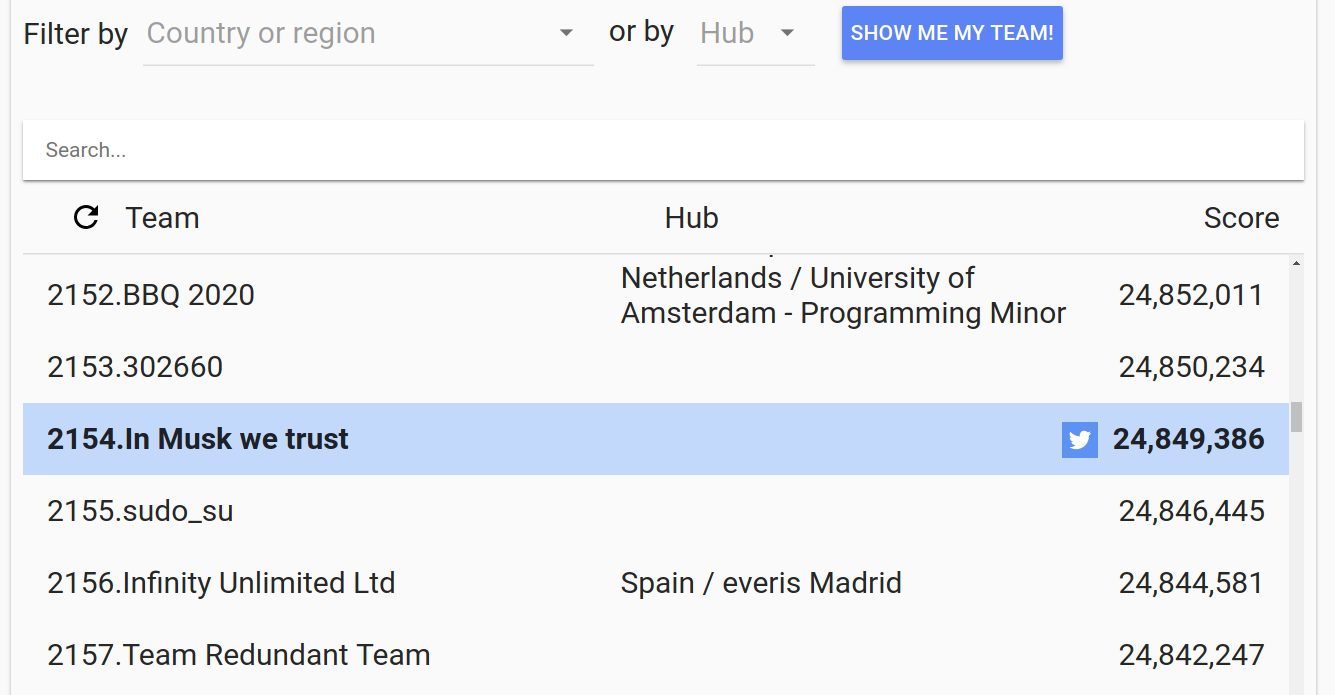 Filter by Country or region or by Hub SHOW ME MY TEAM!
Search...
Team Hub Score
2152.BBQ 2020 Netherlands / University of
Amsterdam - Programming Minor 24,852,011
2153.302660 24,850,234
2154.In Musk we trust 24,849,386
2155.sudo_su 24,846,445
2156.Infinity Unlimited Ltd Spain / everis Madrid 24,844,581
2157.Team Redundant Team 24,842,247